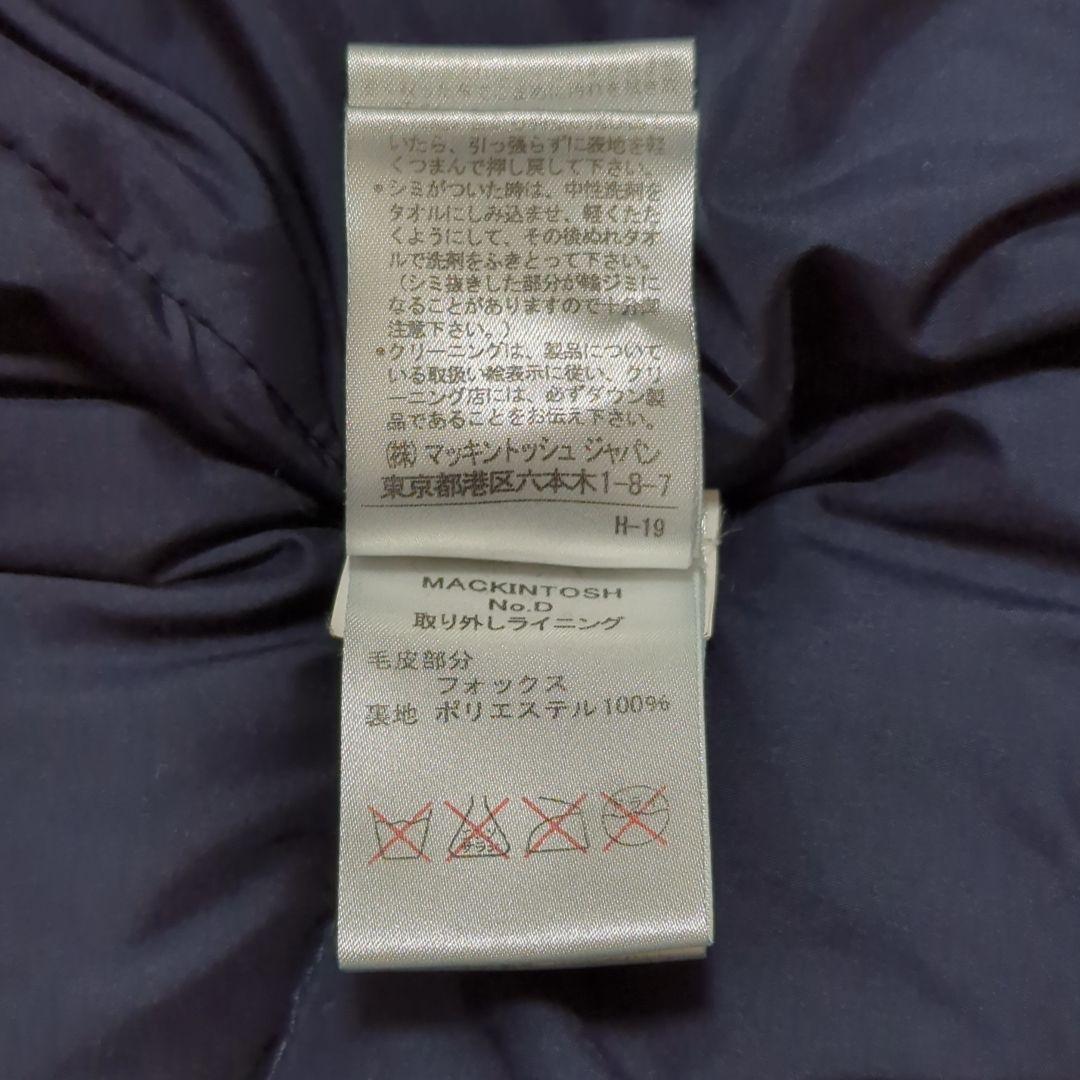 いたら、引っ張らずに表地を軽
くつまんで押し戻して下さい。
•シミがついた時は、中性洗剤を
タオルにしみ込ませ、軽くたた
くようにして、その後ぬれタオ
ルで洗剤をふきとって下さい。
(シミ抜きした部分が輪ジミに
なることがありますので十分御
注意下さい。)
•クリーニングは、製品について
いる取扱い絵表示に従い、クリ
ーニング店には、必ずダウン製
品であることをお伝え下さい。
(株)マッキントッシュ ジャパン
東京都港区六本木1-8-7
H-19
MACKINTOSH
No.D
取り外しライニング
毛皮部分
フォックス
裏地 ポリエステル100%
サラシ